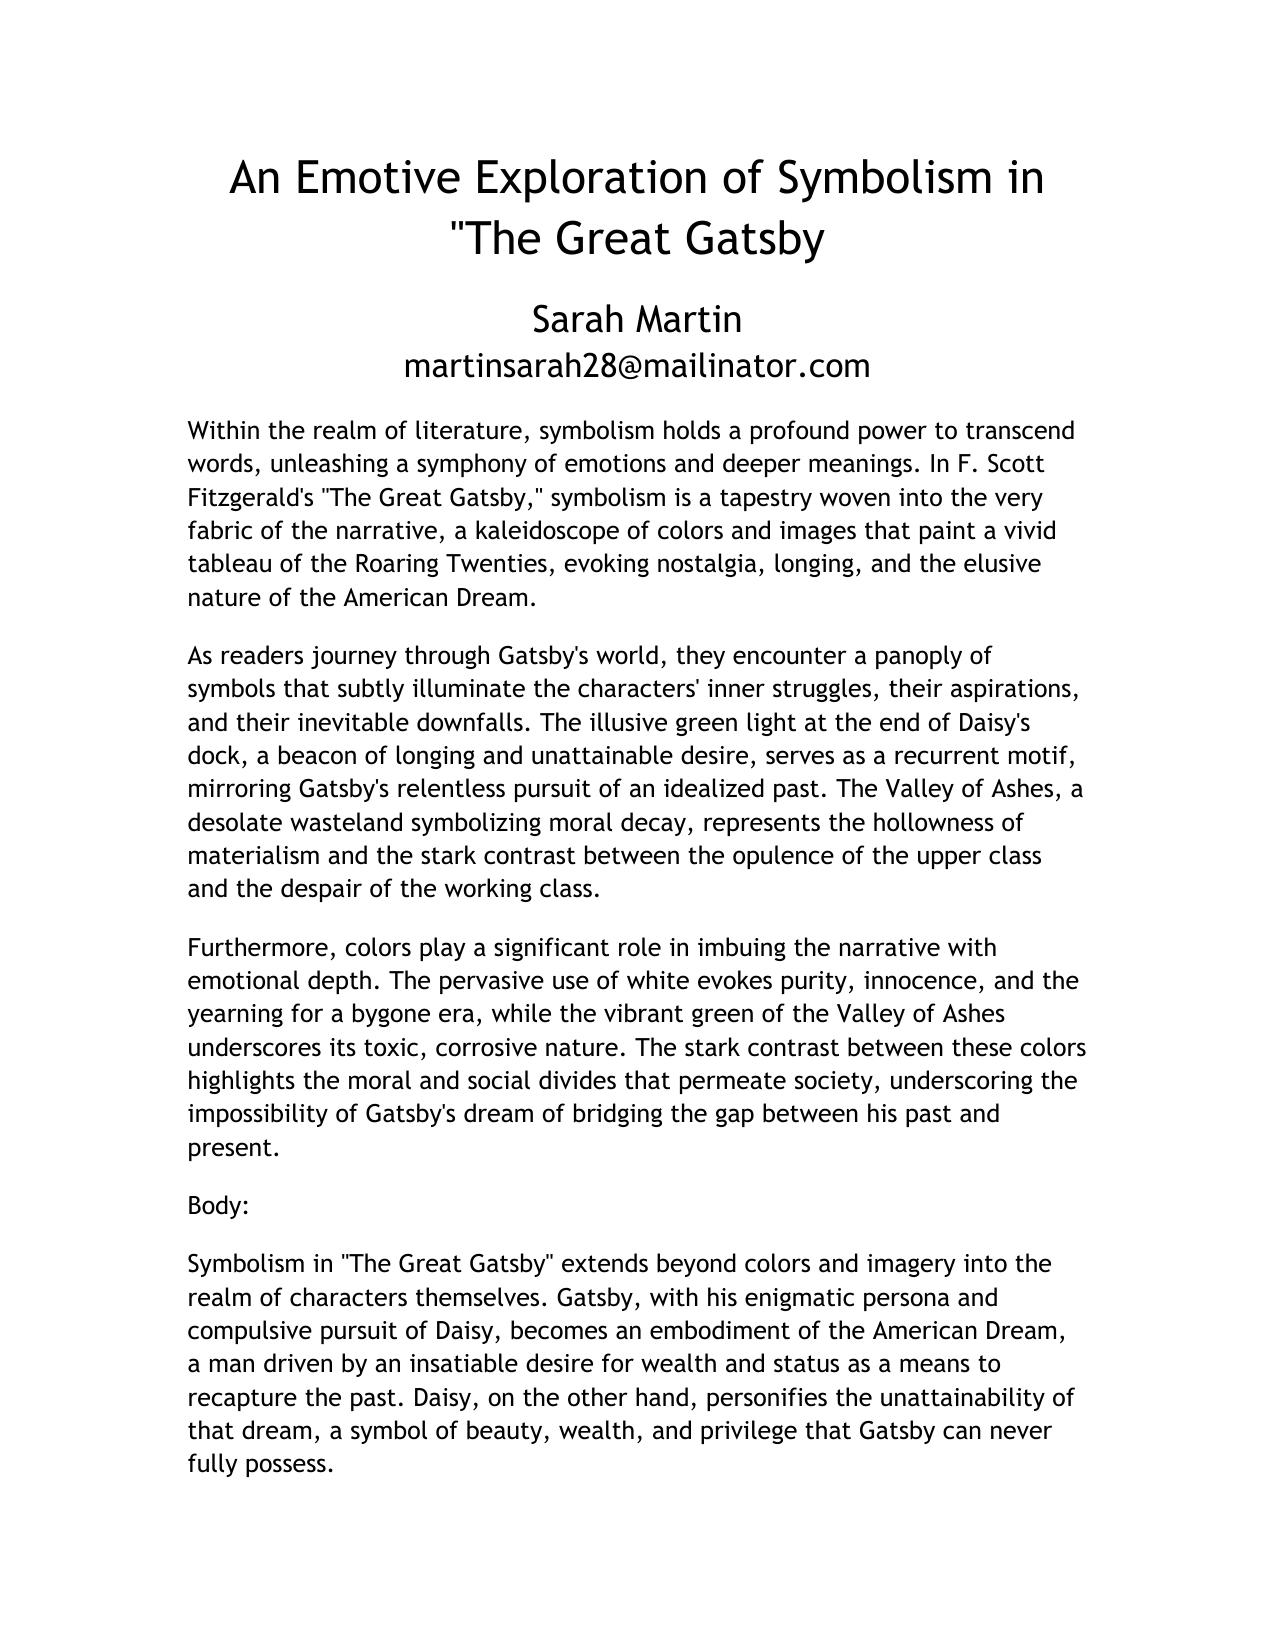 An Emotive Exploration of Symbolism in
"The Great Gatsby
Sarah Martin
martinsarah28@mailinator.com
Within the realm of literature, symbolism holds a profound power to transcend
words, unleashing a symphony of emotions and deeper meanings. In F. Scott
Fitzgerald's "The Great Gatsby," symbolism is a tapestry woven into the very
fabric of the narrative, a kaleidoscope of colors and images that paint a vivid
tableau of the Roaring Twenties, evoking nostalgia, longing, and the elusive
nature of the American Dream.
As readers journey through Gatsby's world, they encounter a panoply of
symbols that subtly illuminate the characters' inner struggles, their aspirations,
and their inevitable downfalls. The illusive green light at the end of Daisy's
dock, a beacon of longing and unattainable desire, serves as a recurrent motif,
mirroring Gatsby's relentless pursuit of an idealized past. The Valley of Ashes, a
desolate wasteland symbolizing moral decay, represents the hollowness of
materialism and the stark contrast between the opulence of the upper class
and the despair of the working class.
Furthermore, colors play a significant role in imbuing the narrative with
emotional depth. The pervasive use of white evokes purity, innocence, and the
yearning for a bygone era, while the vibrant green of the Valley of Ashes
underscores its toxic, corrosive nature. The stark contrast between these colors
highlights the moral and social divides that permeate society, underscoring the
impossibility of Gatsby's dream of bridging the gap between his past and
present.
Body:
Symbolism in "The Great Gatsby" extends beyond colors and imagery into the
realm of characters themselves. Gatsby, with his enigmatic persona and
compulsive pursuit of Daisy, becomes an embodiment of the American Dream,
a man driven by an insatiable desire for wealth and status as a means to
recapture the past. Daisy, on the other hand, personifies the unattainability of
that dream, a symbol of beauty, wealth, and privilege that Gatsby can never
fully possess.